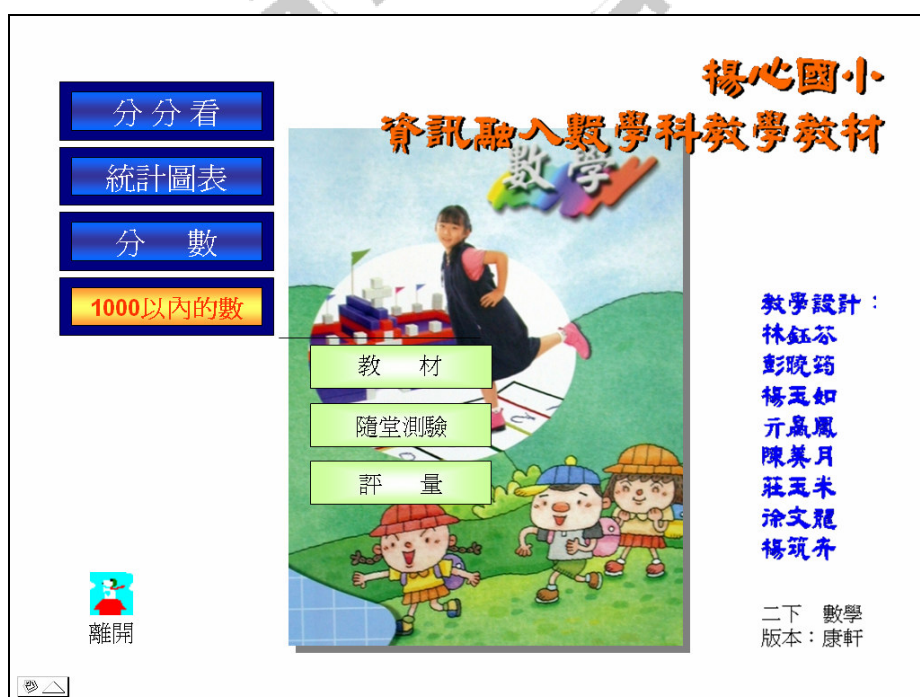 楊心國小
資訊融入數學科教學教材
數學
分分看
統計圖表
分 數
1000以內的數
教 材
隨堂測驗
評 量
教學設計：
林鈺芬
彭曉筠
楊玉如
亓嬴鳳
陳美月
莊玉米
徐文龍
楊筑卉
二下 數學
版本：康軒
離開